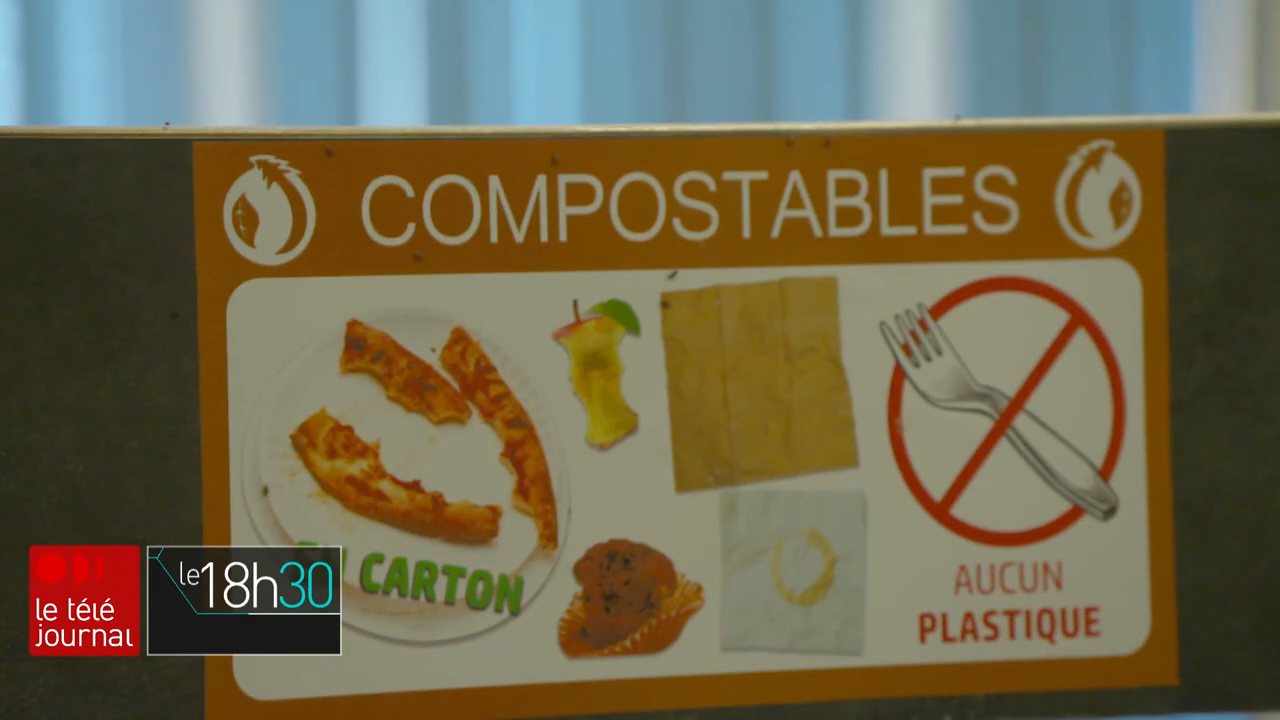 COMPOSTABLES
CARTON
AUCUN
PLASTIQUE
le télé
journal
le18h30